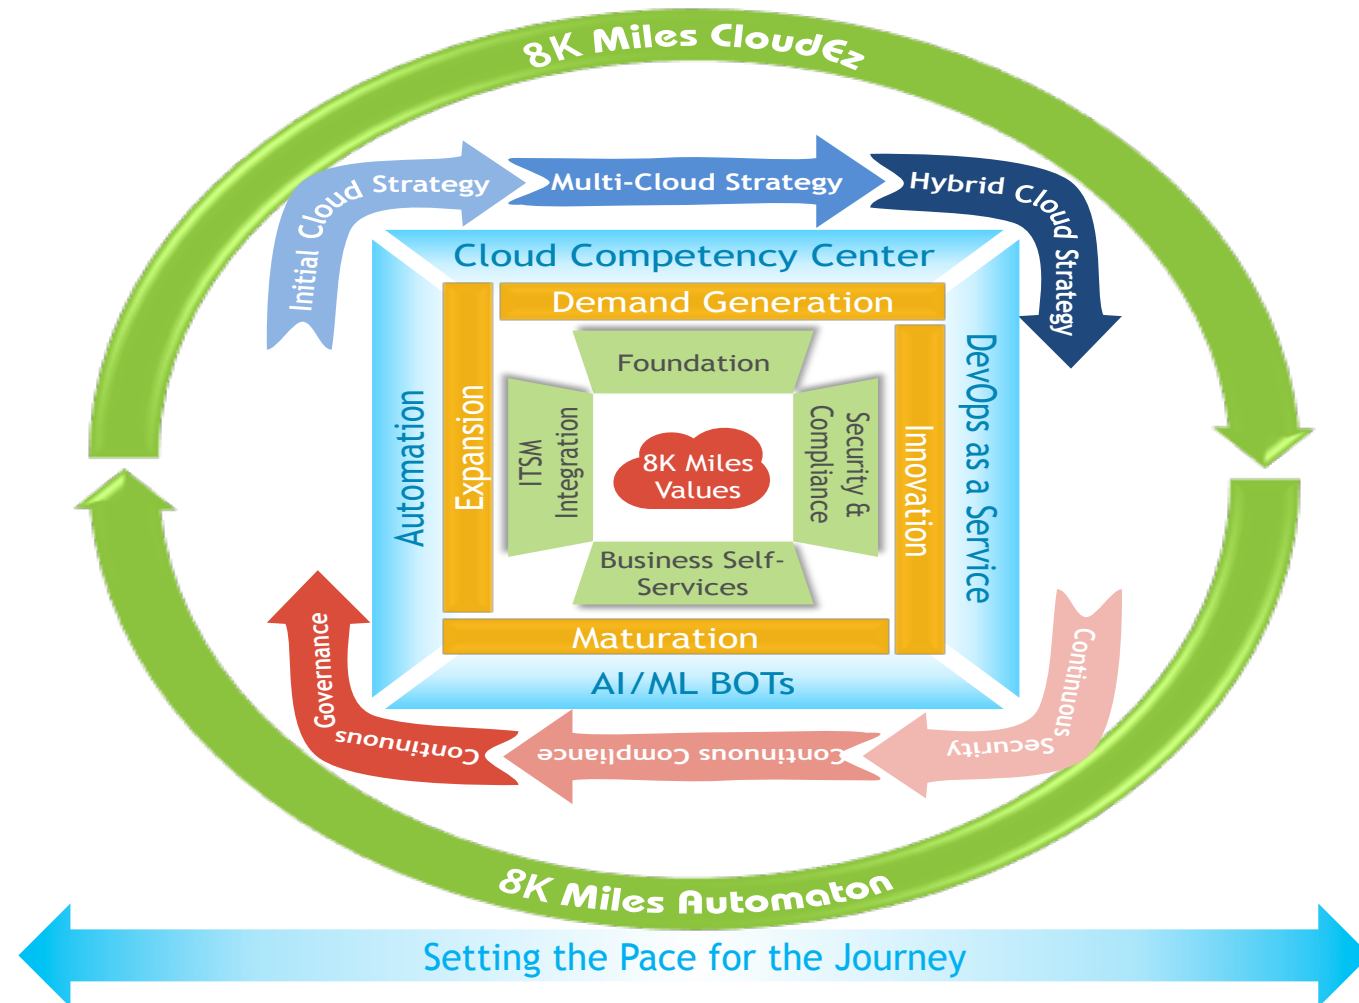 8K Miles CloudEz
Initial Cloud Strategy
Multi-Cloud Strategy
Hybrid Cloud Strategy
Cloud Competency Center
Demand Generation
Foundation
Automation
Expansion
ITSM
Integration
8K Miles
Values
Security &
Compliance
Innovation
DevOps as a Service
Business Self-
Services
Maturation
AI/ML BOTs
Continuous
Security
Continuous Compliance
Continuous
Governance
8K Miles Automaton
Setting the Pace for the Journey